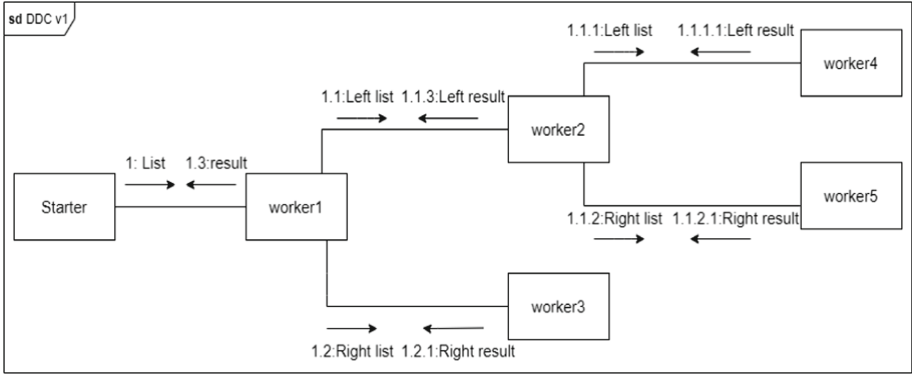 sd DDC v1
1.1.1:Left list
1.1.1.1:Left result
worker4
1.1:Left list
1.1.3:Left result
worker2
1: List
1.3:result
Starter
worker1
worker5
1.1.2:Right list
1.1.2.1:Right result
worker3
1.2:Right list
1.2.1:Right result